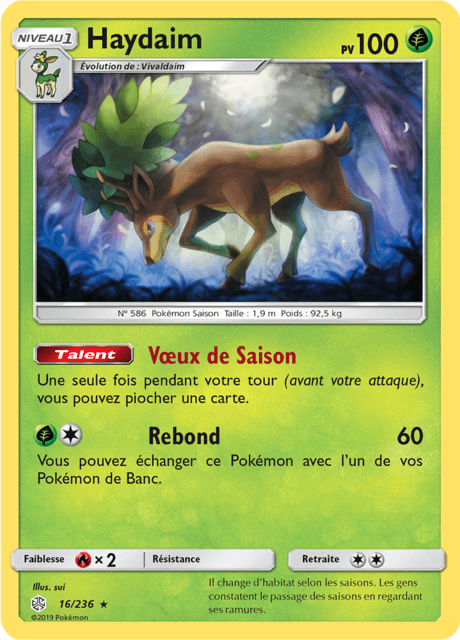 NIVEAU 1
Haydaim
PV 100
Évolution de : Vivaldaim
N° 586 Pokémon Saison Taille : 1,9 m Poids : 92,5 kg
Talent Vœux de Saison
Une seule fois pendant votre tour (avant votre attaque),
vous pouvez piocher une carte.
Rebond 60
Vous pouvez échanger ce Pokémon avec l'un de vos
Pokémon de Banc.
Faiblesse × 2 Résistance Retraite
Illus. sui
16/236 ★
©2019 Pokémon
Il change d'habitat selon les saisons. Les gens
constatent le passage des saisons en regardant
ses ramures.